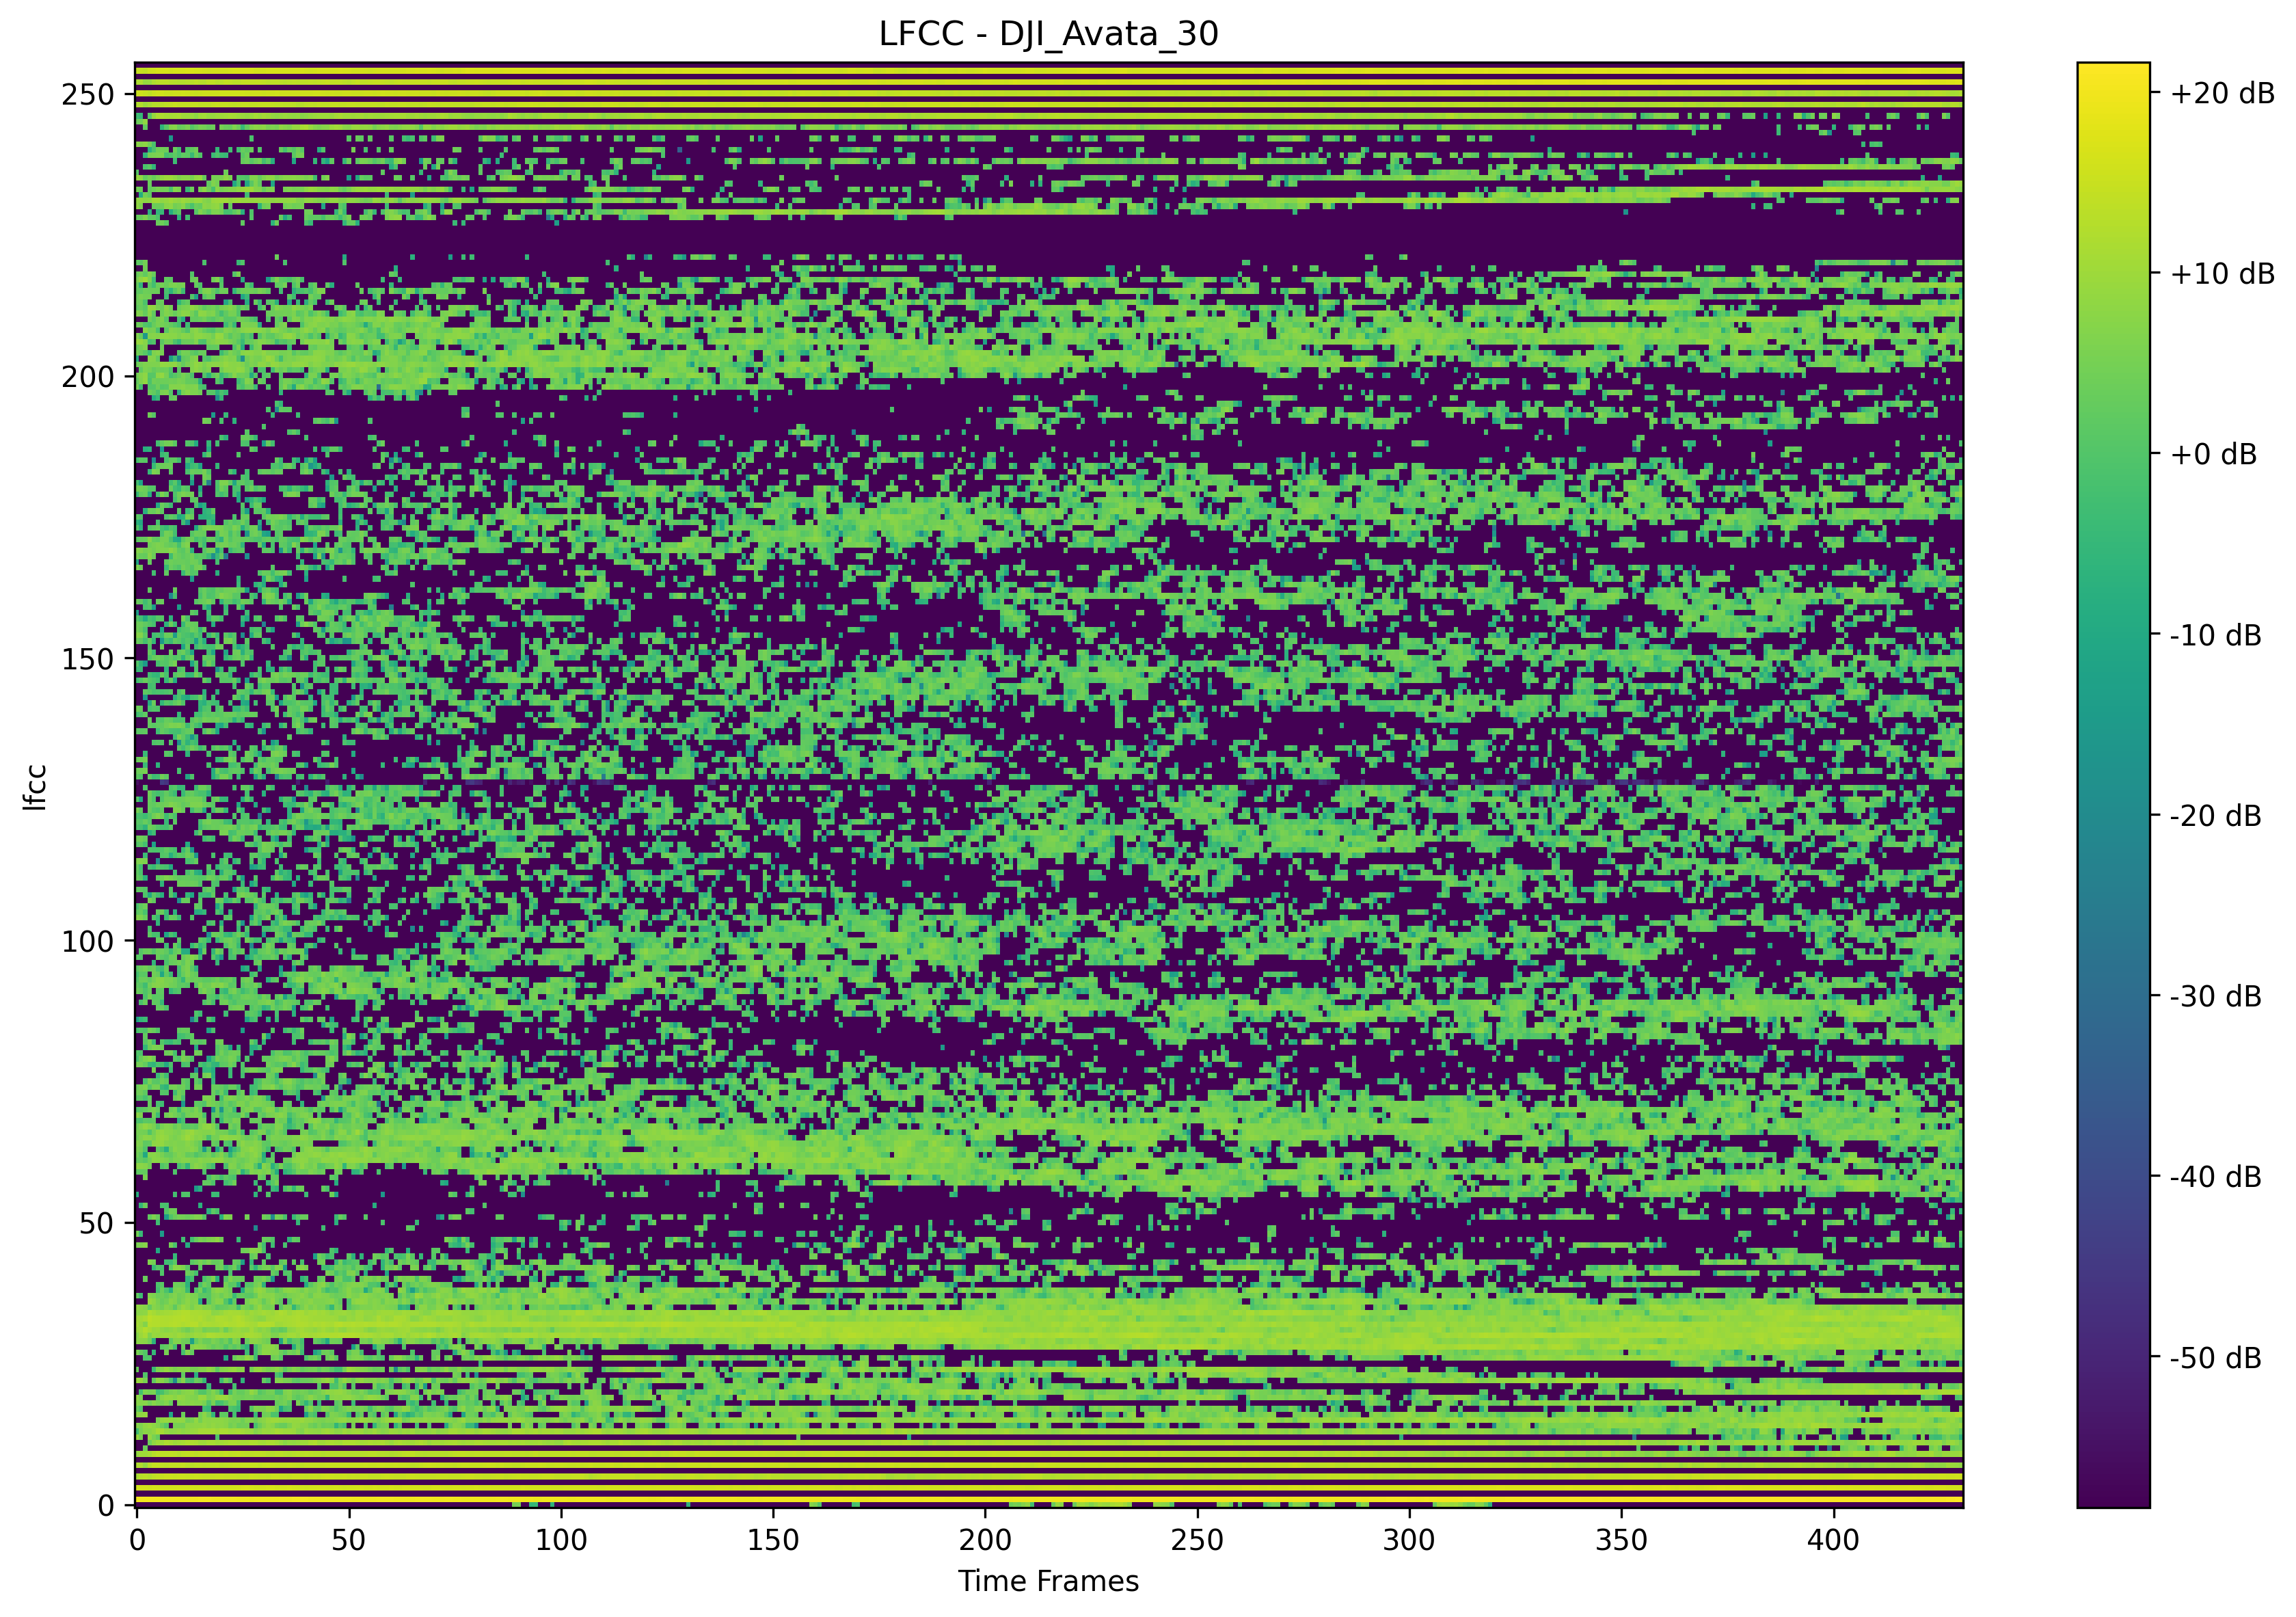 LFCC - DJI_Avata_30
250
200
150
100
50
0
lfcc
0 50 100 150 200 250 300 350 400
Time Frames
+20 dB
+10 dB
+0 dB
-10 dB
-20 dB
-30 dB
-40 dB
-50 dB